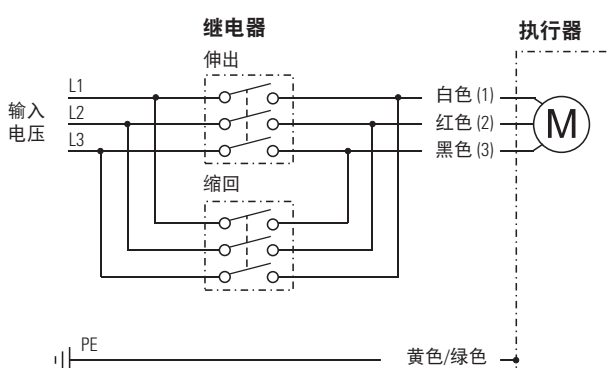 继电器
执行器
伸出
输入
电压
L1
L2
L3
白色 (1)
红色 (2)
黑色 (3)
M
缩回
PE
黄色/绿色